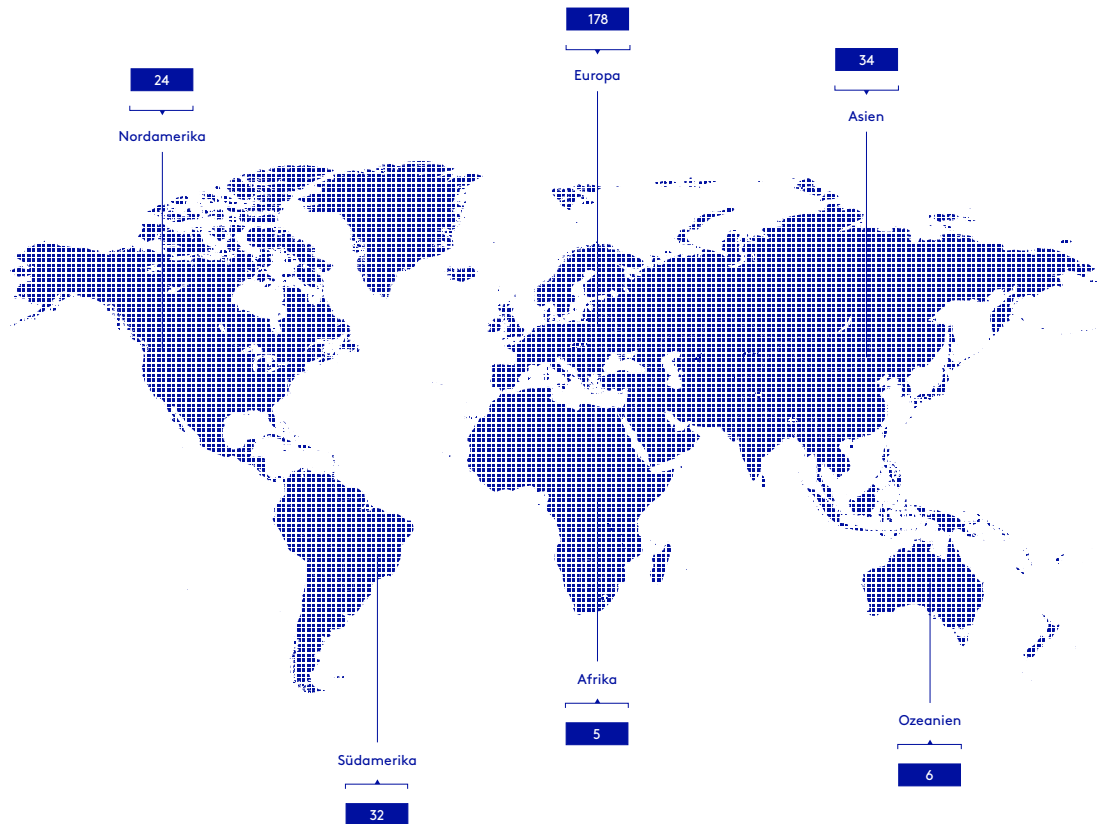 178
Europa
34
Asien
24
Nordamerika
Afrika
5
Ozeanien
6
Südamerika
32